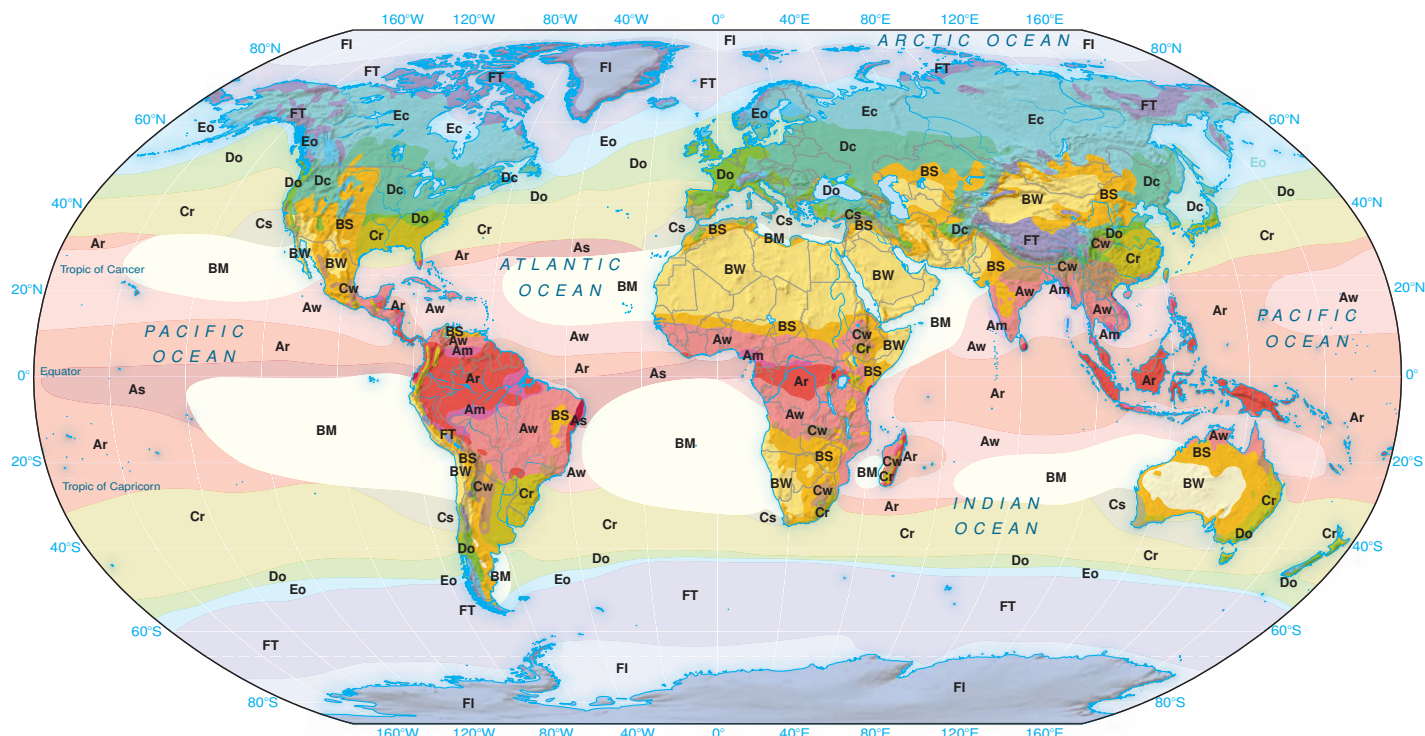 160°W 120°W 80°W 40°W 0° 40°E 80°E 120°E 160°E
FI FI ARCTIC OCEAN FI
80°N 80°N
FT FT FI FT FT
FT Ec Eo Ec FT
60°N Eo Ec Ec 60°N
Eo Eo Dc Eo
Do Do Do BS
Do Dc Dc Dc Do Do BS Dc Do
40°N Do BW Dc 40°N
Cr Cs BS Do Cr Cs Cs Cs BS Do Cr
Cr BS BM Dc Cw
Ar BW As FT
Ar Cr
Tropic of Cancer BM BW ATLANTIC BW BW BS Cw
20°N Cw OCEAN BM Aw Am Aw 20°N
Aw Ar Aw BM Aw Ar PACIFIC
PACIFIC BS BS Cw Am Am OCEAN
OCEAN Ar Aw Aw Aw Cr BW Aw
Am Am
Equator Ar Ar BS
0° As Ar As Ar Ar Ar 0°
Am BS As Aw Ar
BM Aw BM Cw Aw Aw
Ar FT BS BS BS Cw Ar
20°S BW Aw BM 20°S
Tropic of Capricorn Cw Cr BW Cw Cr BM BW Cr
Cr Cs Cr Cs Cr Ar INDIAN Cs
OCEAN
Cr Do Cr
40°S Do Do Do Cr 40°S
Do Eo BM Eo Eo Do
Eo
FT FT FT
60°S 60°S
FT
FI FI
80°S FI 80°S
160°W 120°W 80°W 40°W 0° 40°E 80°E 120°E 160°E